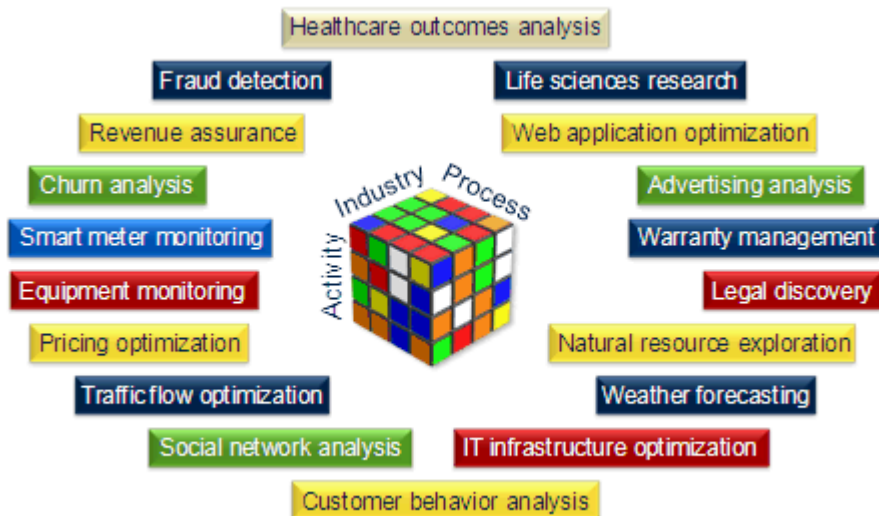 Healthcare outcomes analysis
Fraud detection
Life sciences research
Revenue assurance
Web application optimization
Churn analysis
Industry
Process
Advertising analysis
Smart meter monitoring
Activity
Warranty management
Equipment monitoring
Legal discovery
Pricing optimization
Natural resource exploration
Traffic flow optimization
Weather forecasting
Social network analysis
IT infrastructure optimization
Customer behavior analysis